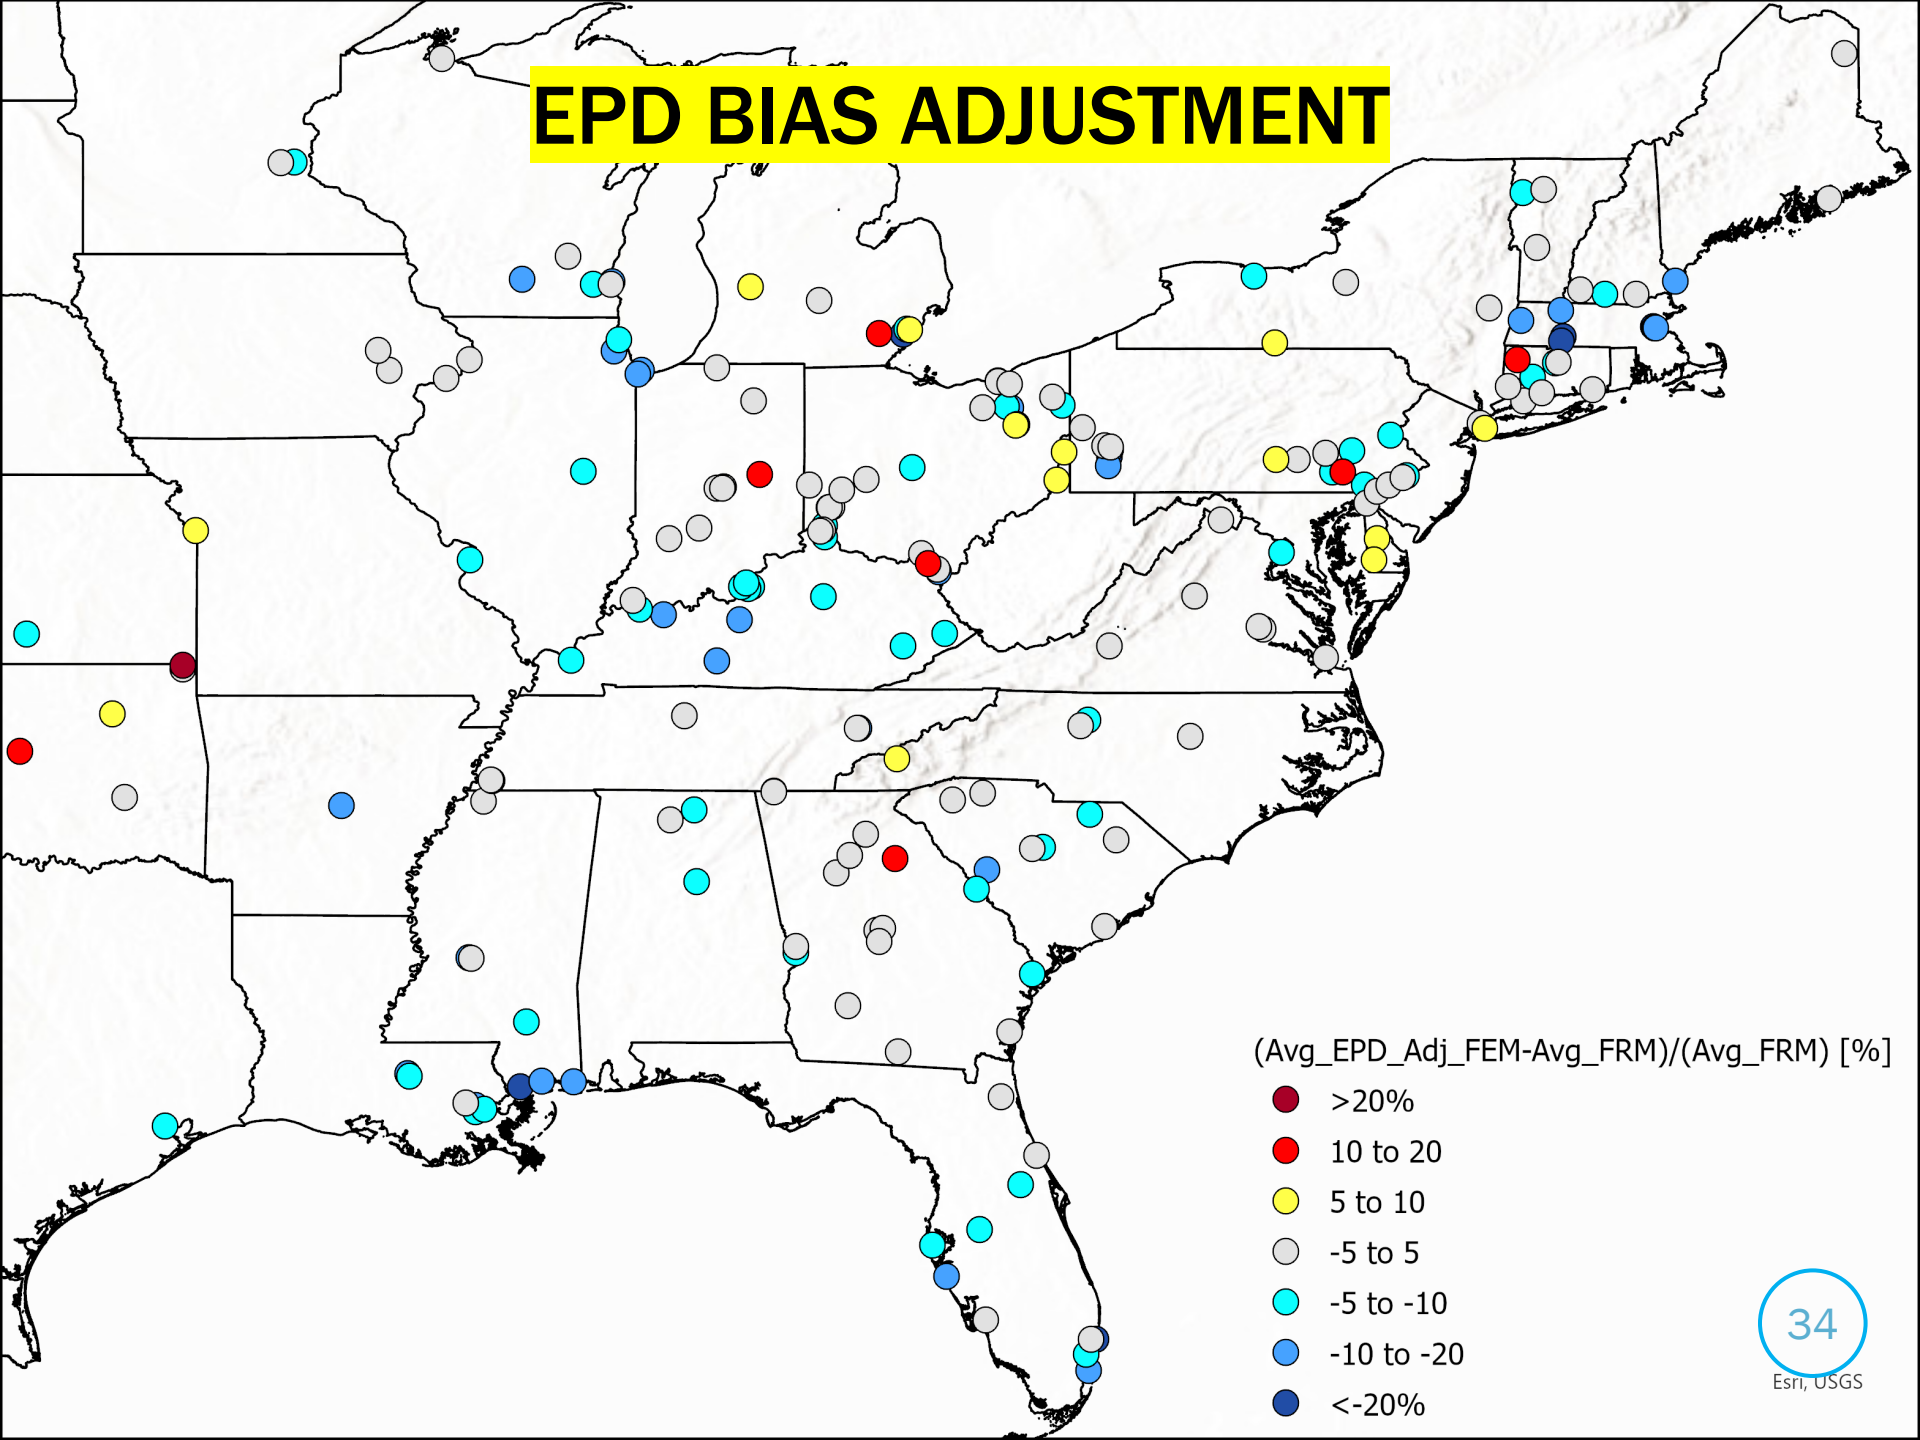 EPD BIAS ADJUSTMENT
(Avg_EPD_Adj_FEM-Avg_FRM)/(Avg_FRM) [%]
>20%
10 to 20
5 to 10
-5 to 5
-5 to -10
-10 to -20
<-20%
34
Esri, USGS